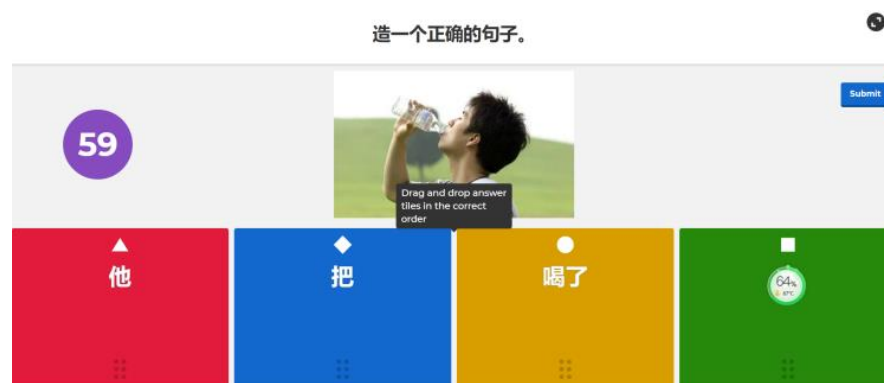 造一个正确的句子。
Submit
59
Drag and drop answer
tiles in the correct
order
他
把
喝了
64%